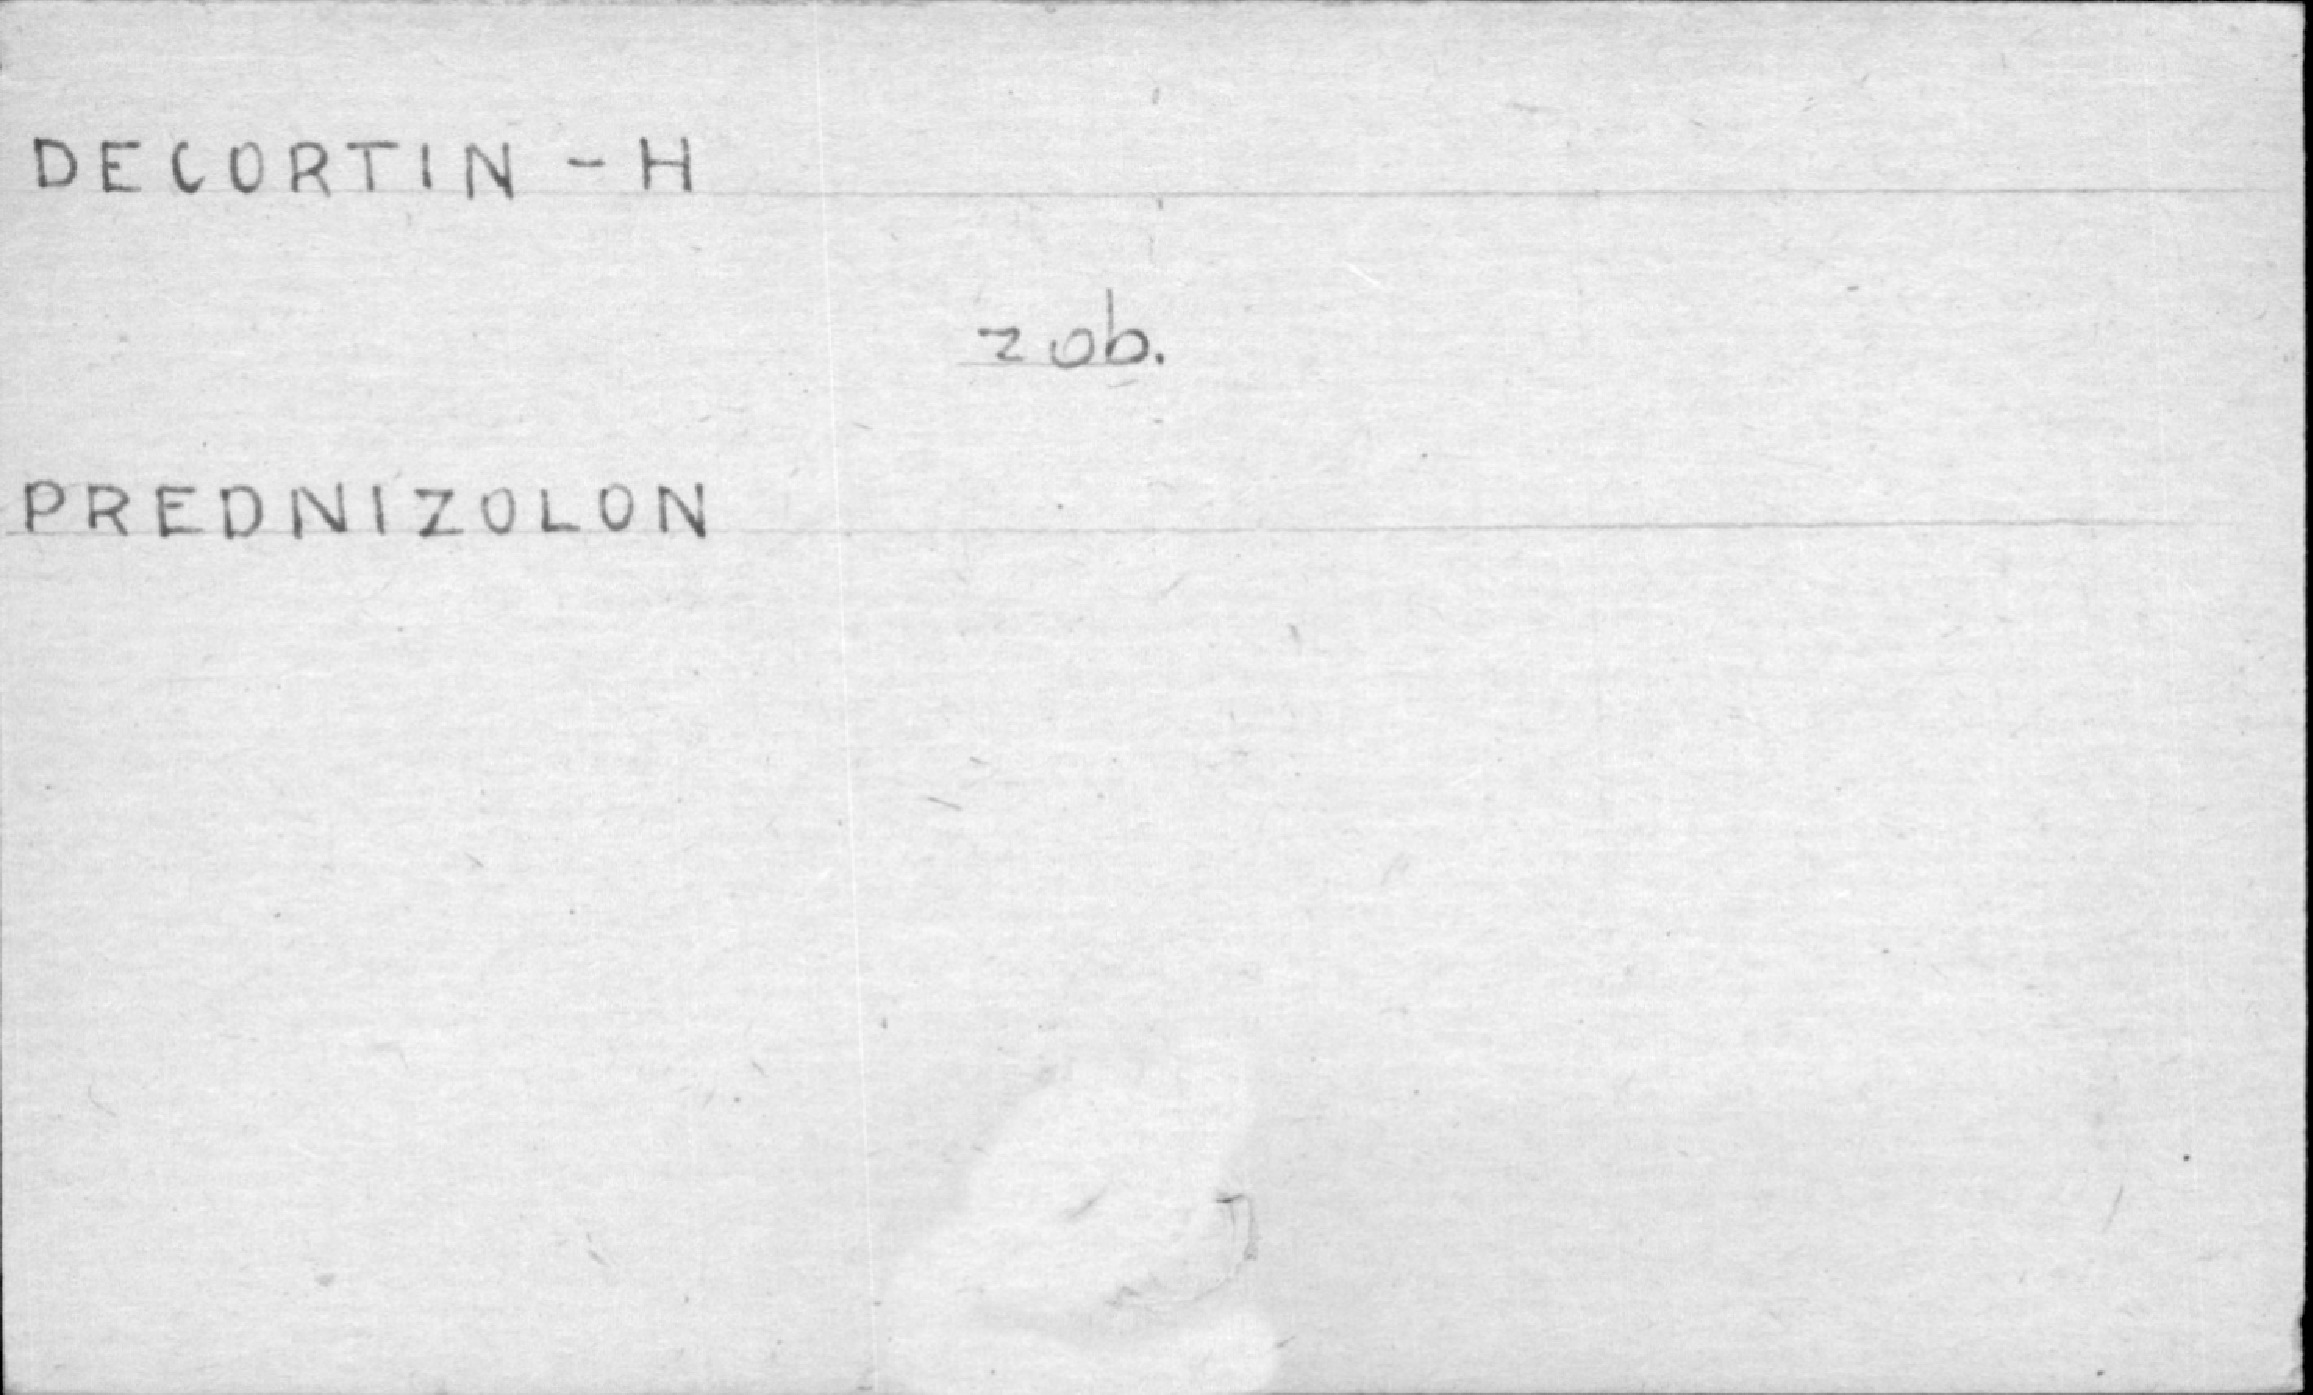 DECORTIN - H
zob.
PREDNIZOLON